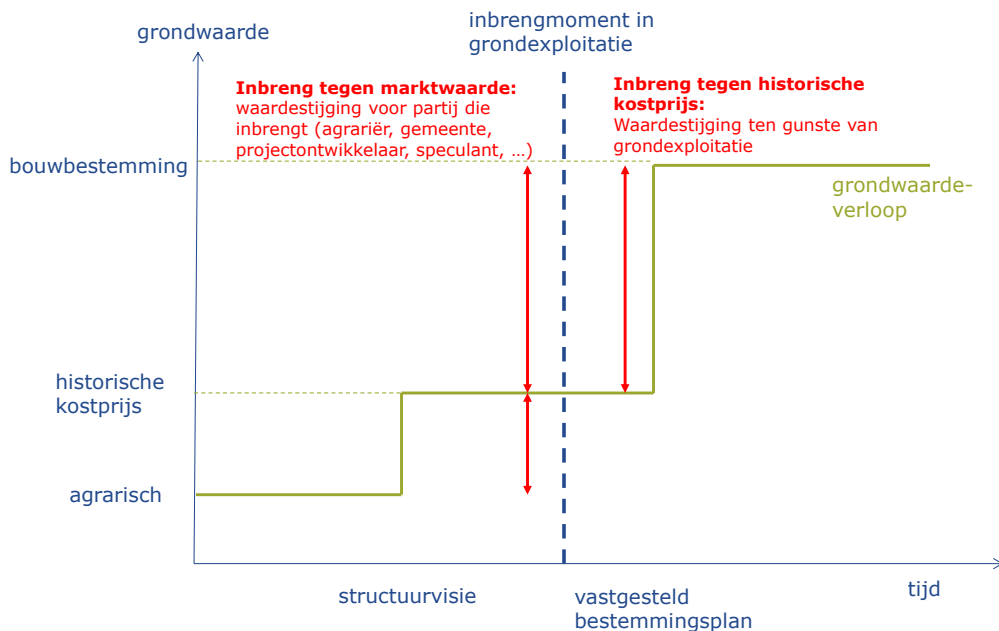 grondwaarde
inbrengmoment in
grondexploitatie
Inbreng tegen marktwaarde:
waardestijging voor partij die
inbrengt (agrariër, gemeente,
projectontwikkelaar, speculant, …)
Inbreng tegen historische
kostprijs:
Waardestijging ten gunste van
grondexploitatie
bouwbestemming
grondwaarde-
verloop
historische
kostprijs
agrarisch
structuurvisie
vastgesteld
bestemmingsplan
tijd